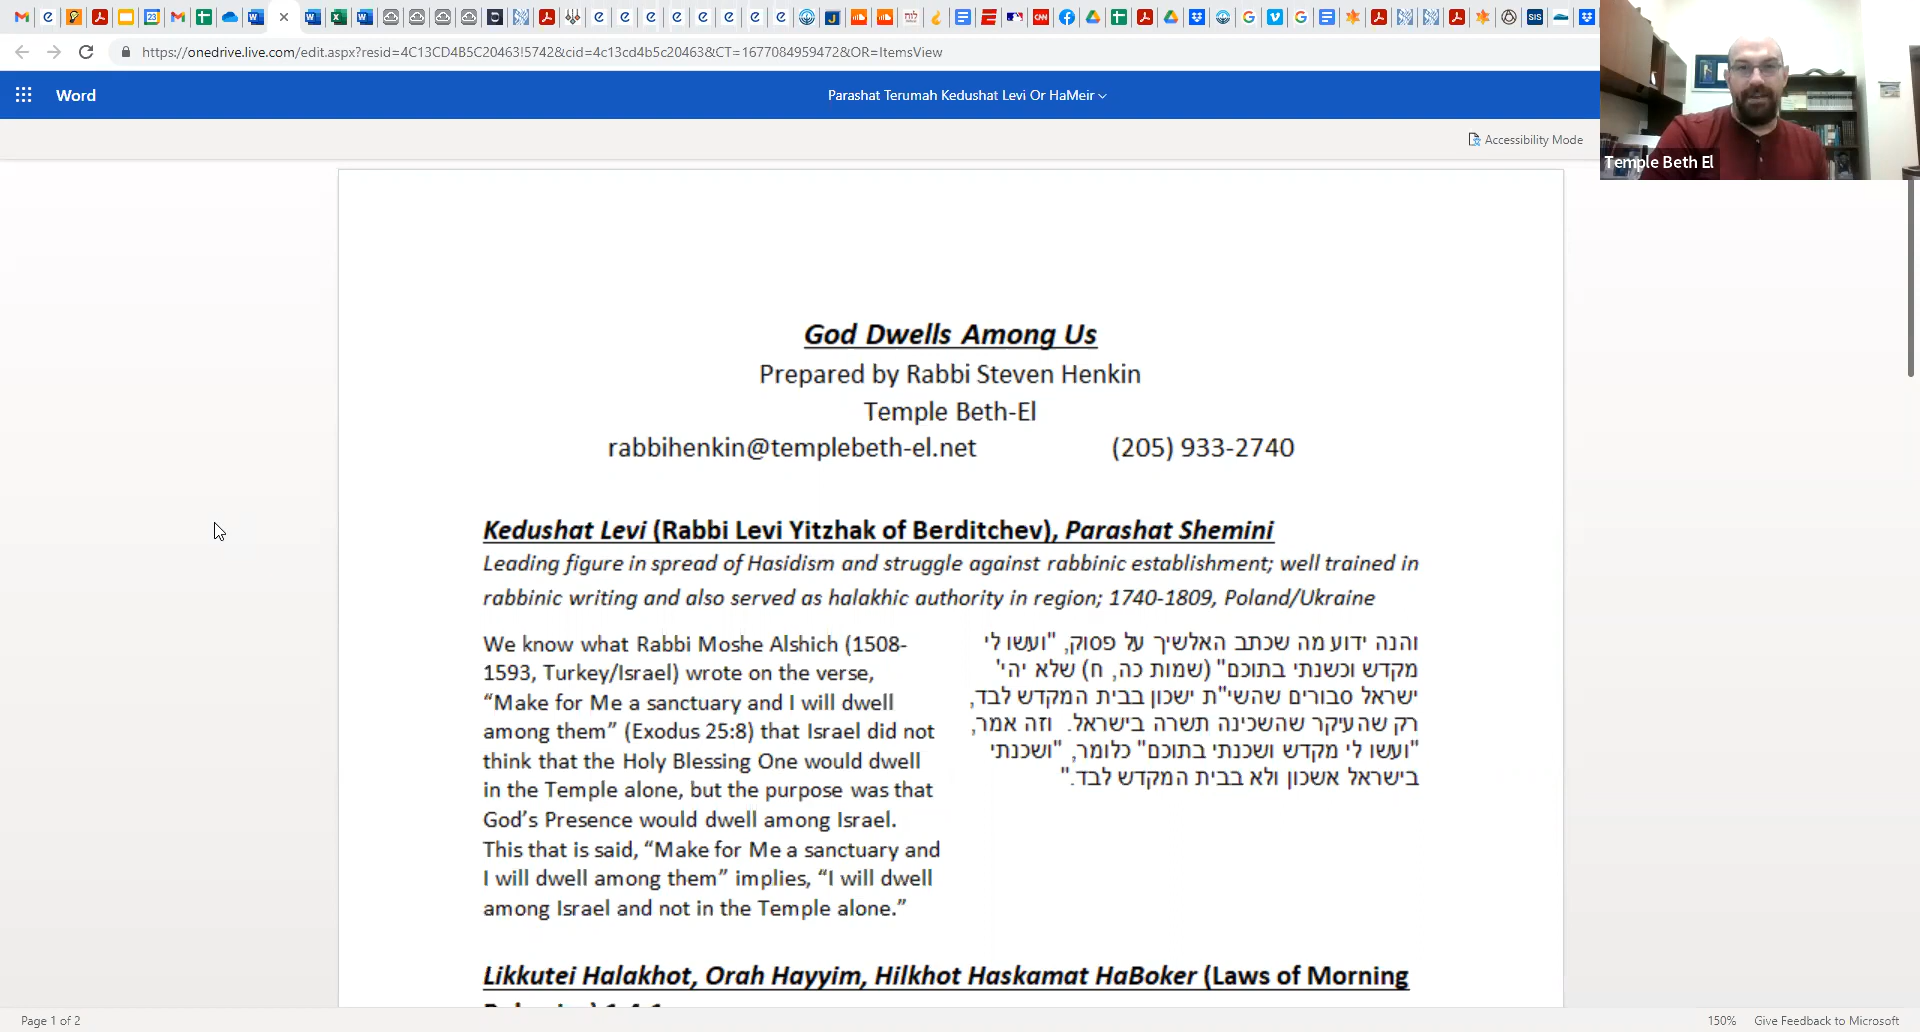 https://onedrive.live.com/edit.aspx?resid=4C13CD4B5C20463!5742&cid=4c13cd4b5c20463&CT=1677084959472&OR=ItemsView
Word
Parashat Terumah Kedushat Levi Or HaMeir
Accessibility Mode
Temple Beth El
God Dwells Among Us
Prepared by Rabbi Steven Henkin
Temple Beth-El
rabbihenkin@templebeth-el.net (205) 933-2740
Kedushat Levi (Rabbi Levi Yitzhak of Berditchev), Parashat Shemini
Leading figure in spread of Hasidism and struggle against rabbinic establishment; well trained in
rabbinic writing and also served as halakhic authority in region; 1740-1809, Poland/Ukraine
We know what Rabbi Moshe Alshich (1508-
1593, Turkey/Israel) wrote on the verse,
“Make for Me a sanctuary and I will dwell
among them” (Exodus 25:8) that Israel did not
think that the Holy Blessing One would dwell
in the Temple alone, but the purpose was that
God’s Presence would dwell among Israel.
This that is said, “Make for Me a sanctuary and
I will dwell among them” implies, “I will dwell
among Israel and not in the Temple alone.”
והנה ידוע מה שכתב האלשיך על פסוק, "ועשו לי
מקדש וכשנתי בתוכם" (שמות כה, ח) שלא יהי'
ישראל סבורים שהשי"ת ישכון בבית המקדש לבד,
רק שהעיקר שהשכינה תשרה בישראל. וזה אמר,
"ועשו לי מקדש ושכנתי בתוכם" כלומר, "ושכנתי
בישראל אשכון ולא בבית המקדש לבד."
Likkutei Halakhot, Orah Hayyim, Hilkhot Haskamat HaBoker (Laws of Morning
Page 1 of 2
150% Give Feedback to Microsoft